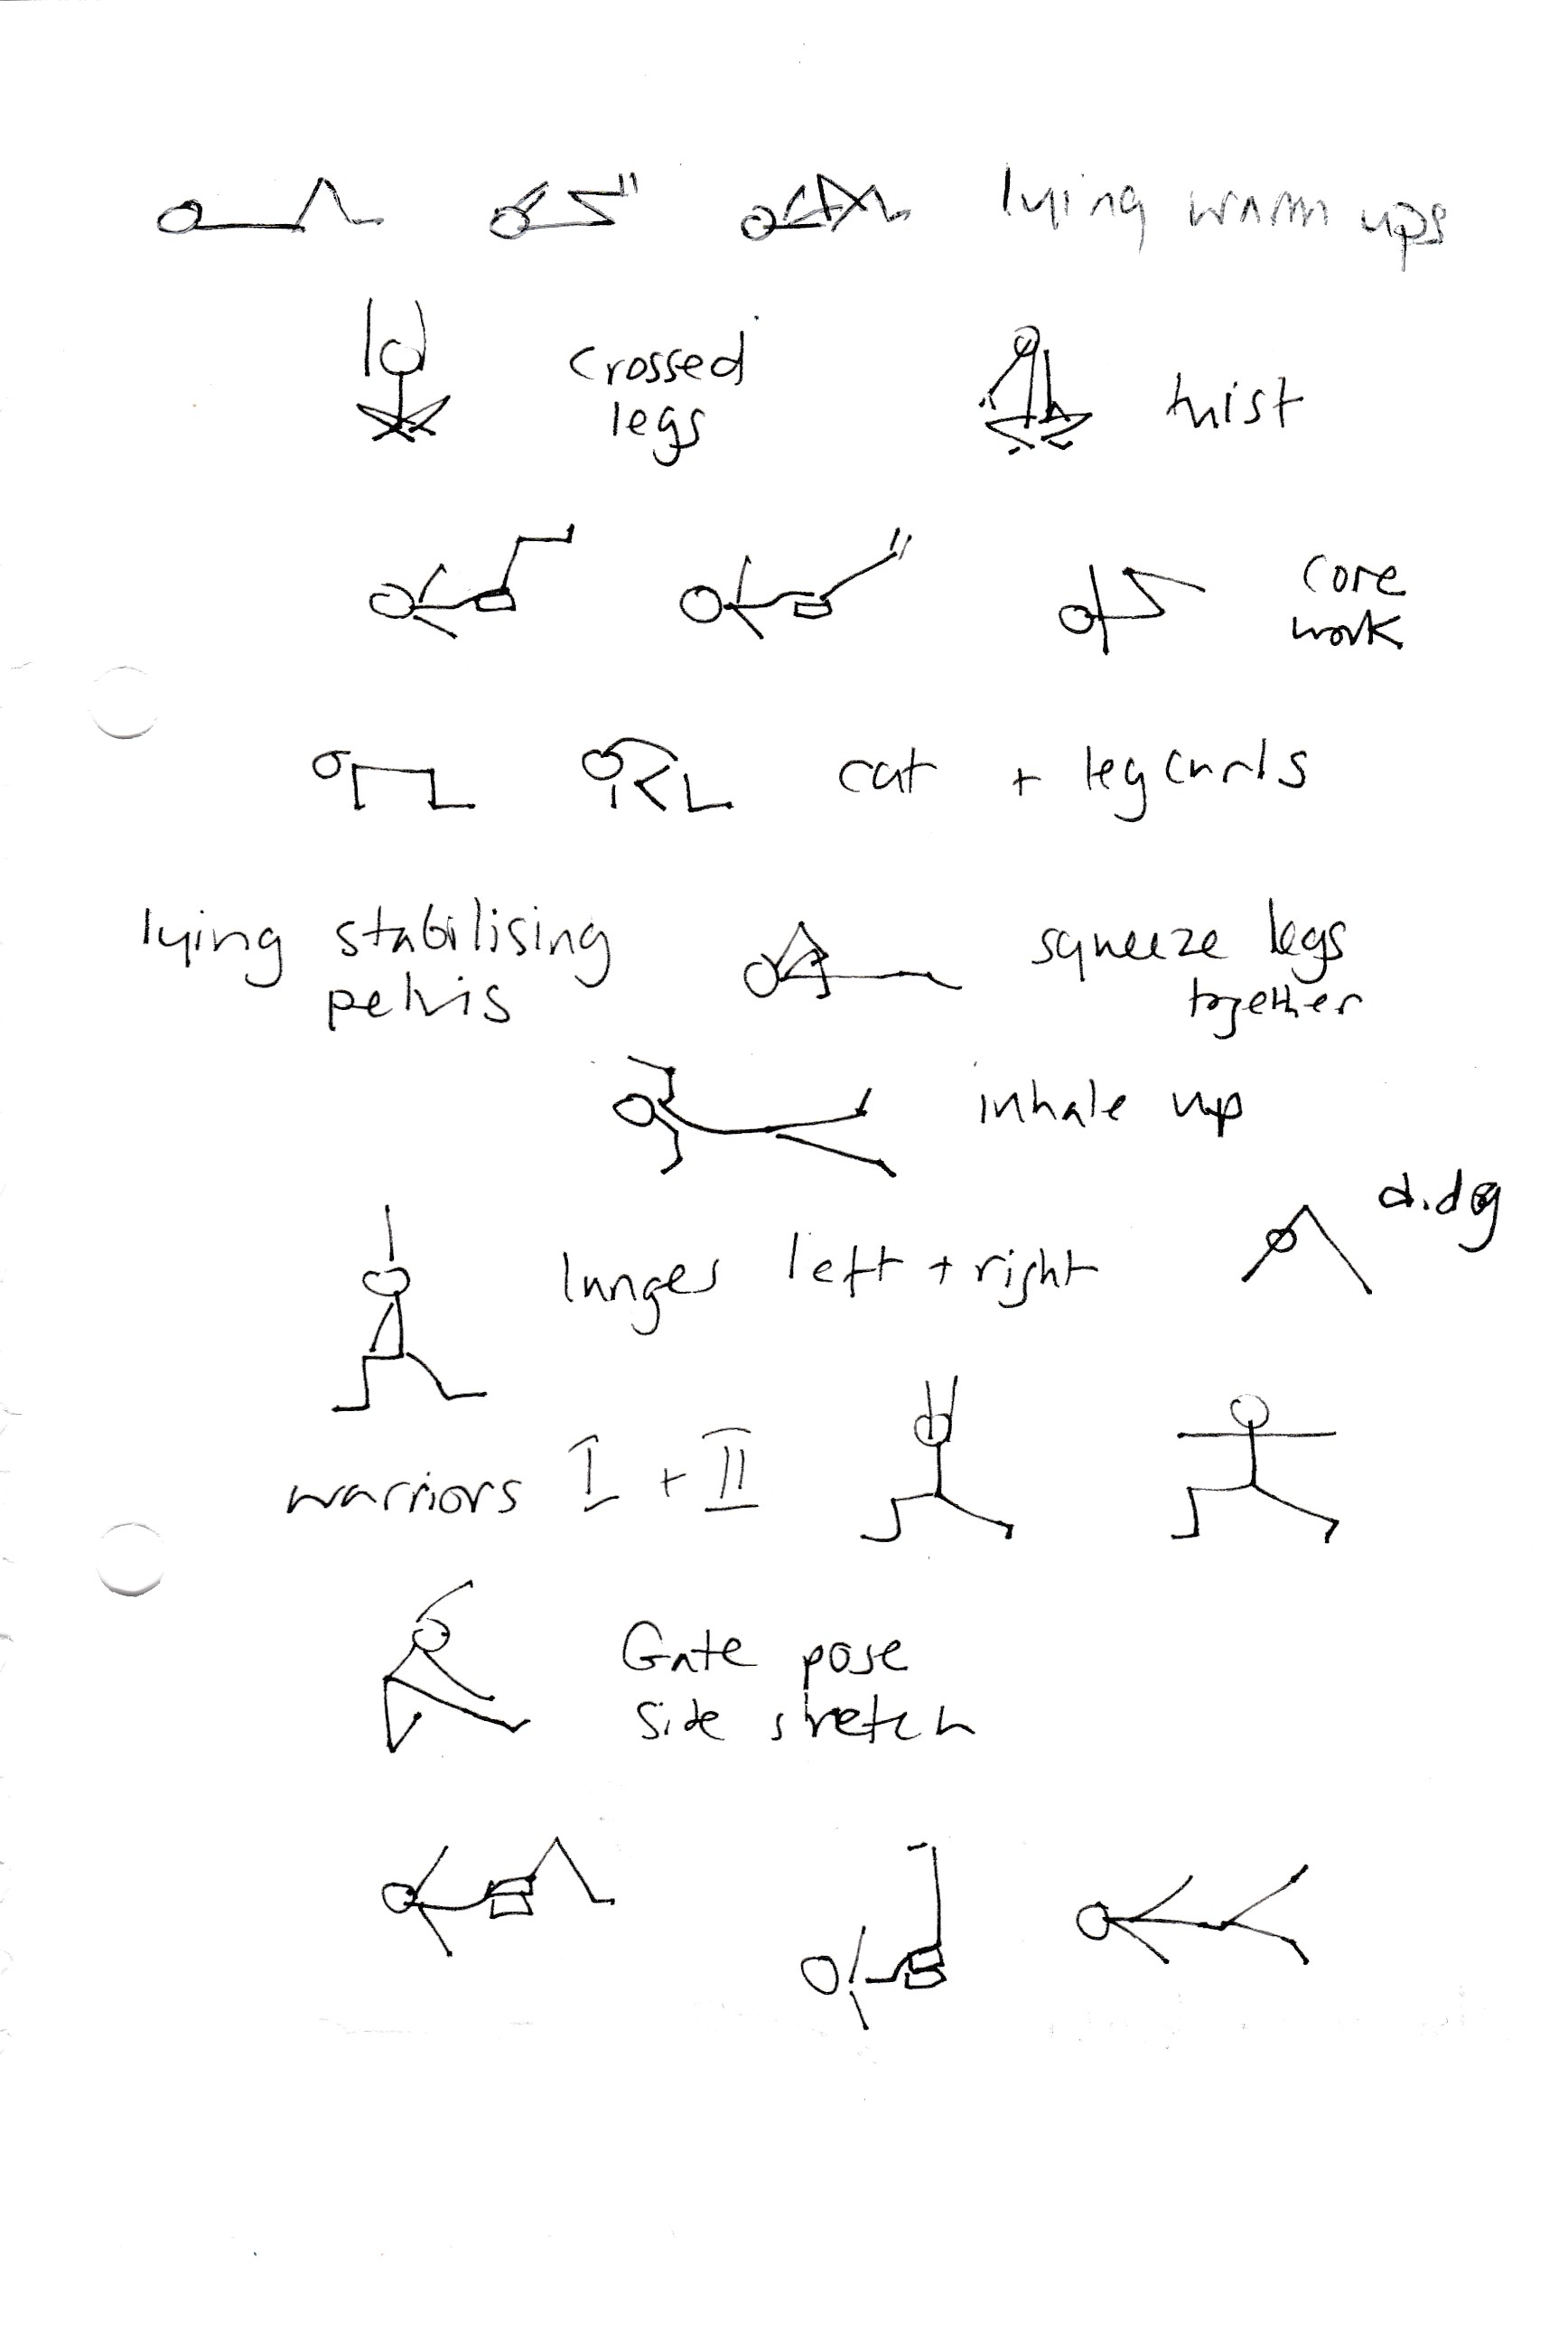 lying warm ups
crossed
legs
twist
core
work
cat + leg curls
lying stabilising
pelvis
squeeze legs
together
inhale up
d.dog
lunges left + right
warriors I + II
Gate pose
Side stretch